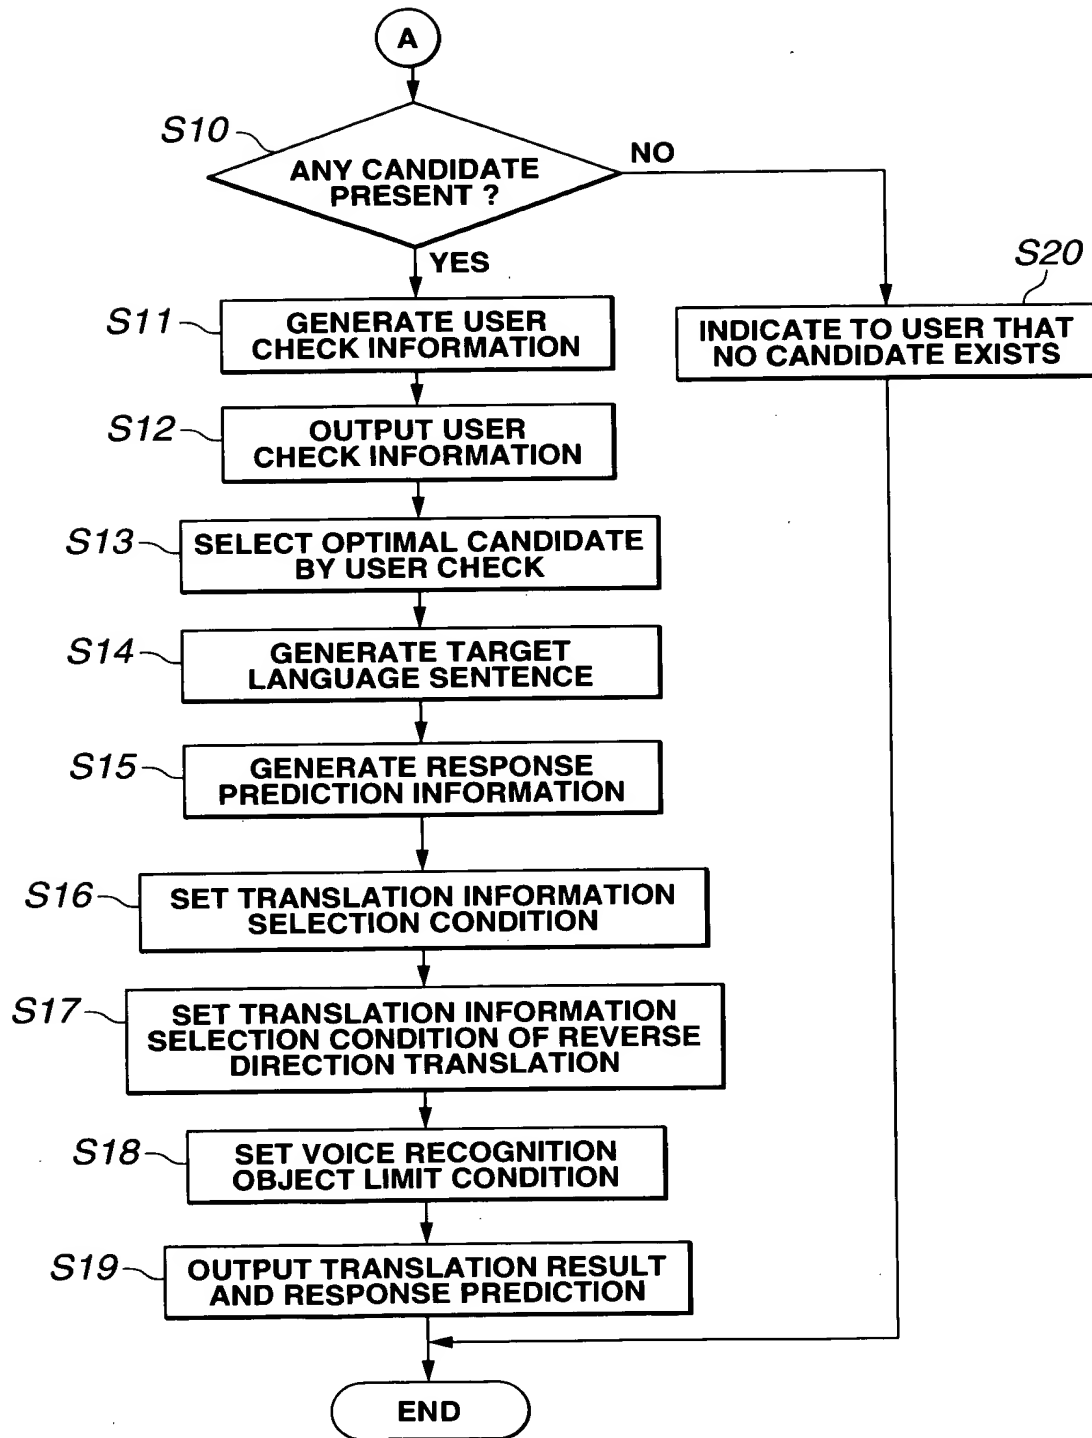 A
S10
ANY CANDIDATE
PRESENT ?
NO
YES
S20
INDICATE TO USER THAT
NO CANDIDATE EXISTS
S11
GENERATE USER
CHECK INFORMATION
S12
OUTPUT USER
CHECK INFORMATION
S13
SELECT OPTIMAL CANDIDATE
BY USER CHECK
S14
GENERATE TARGET
LANGUAGE SENTENCE
S15
GENERATE RESPONSE
PREDICTION INFORMATION
S16
SET TRANSLATION INFORMATION
SELECTION CONDITION
S17
SET TRANSLATION INFORMATION
SELECTION CONDITION OF REVERSE
DIRECTION TRANSLATION
S18
SET VOICE RECOGNITION
OBJECT LIMIT CONDITION
S19
OUTPUT TRANSLATION RESULT
AND RESPONSE PREDICTION
END